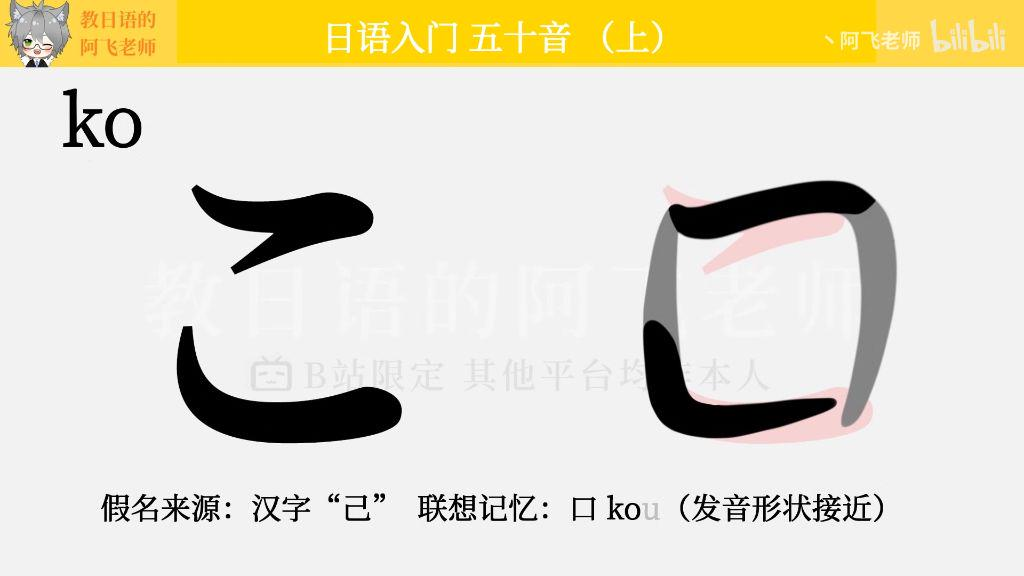 教日语的
阿飞老师
日语入门 五十音 （上）
丶阿飞老师 bilibili
ko
こ 口
教日语的阿飞老师
B站限定 其他平台均非本人
假名来源：汉字“己” 联想记忆：口 kou（发音形状接近）